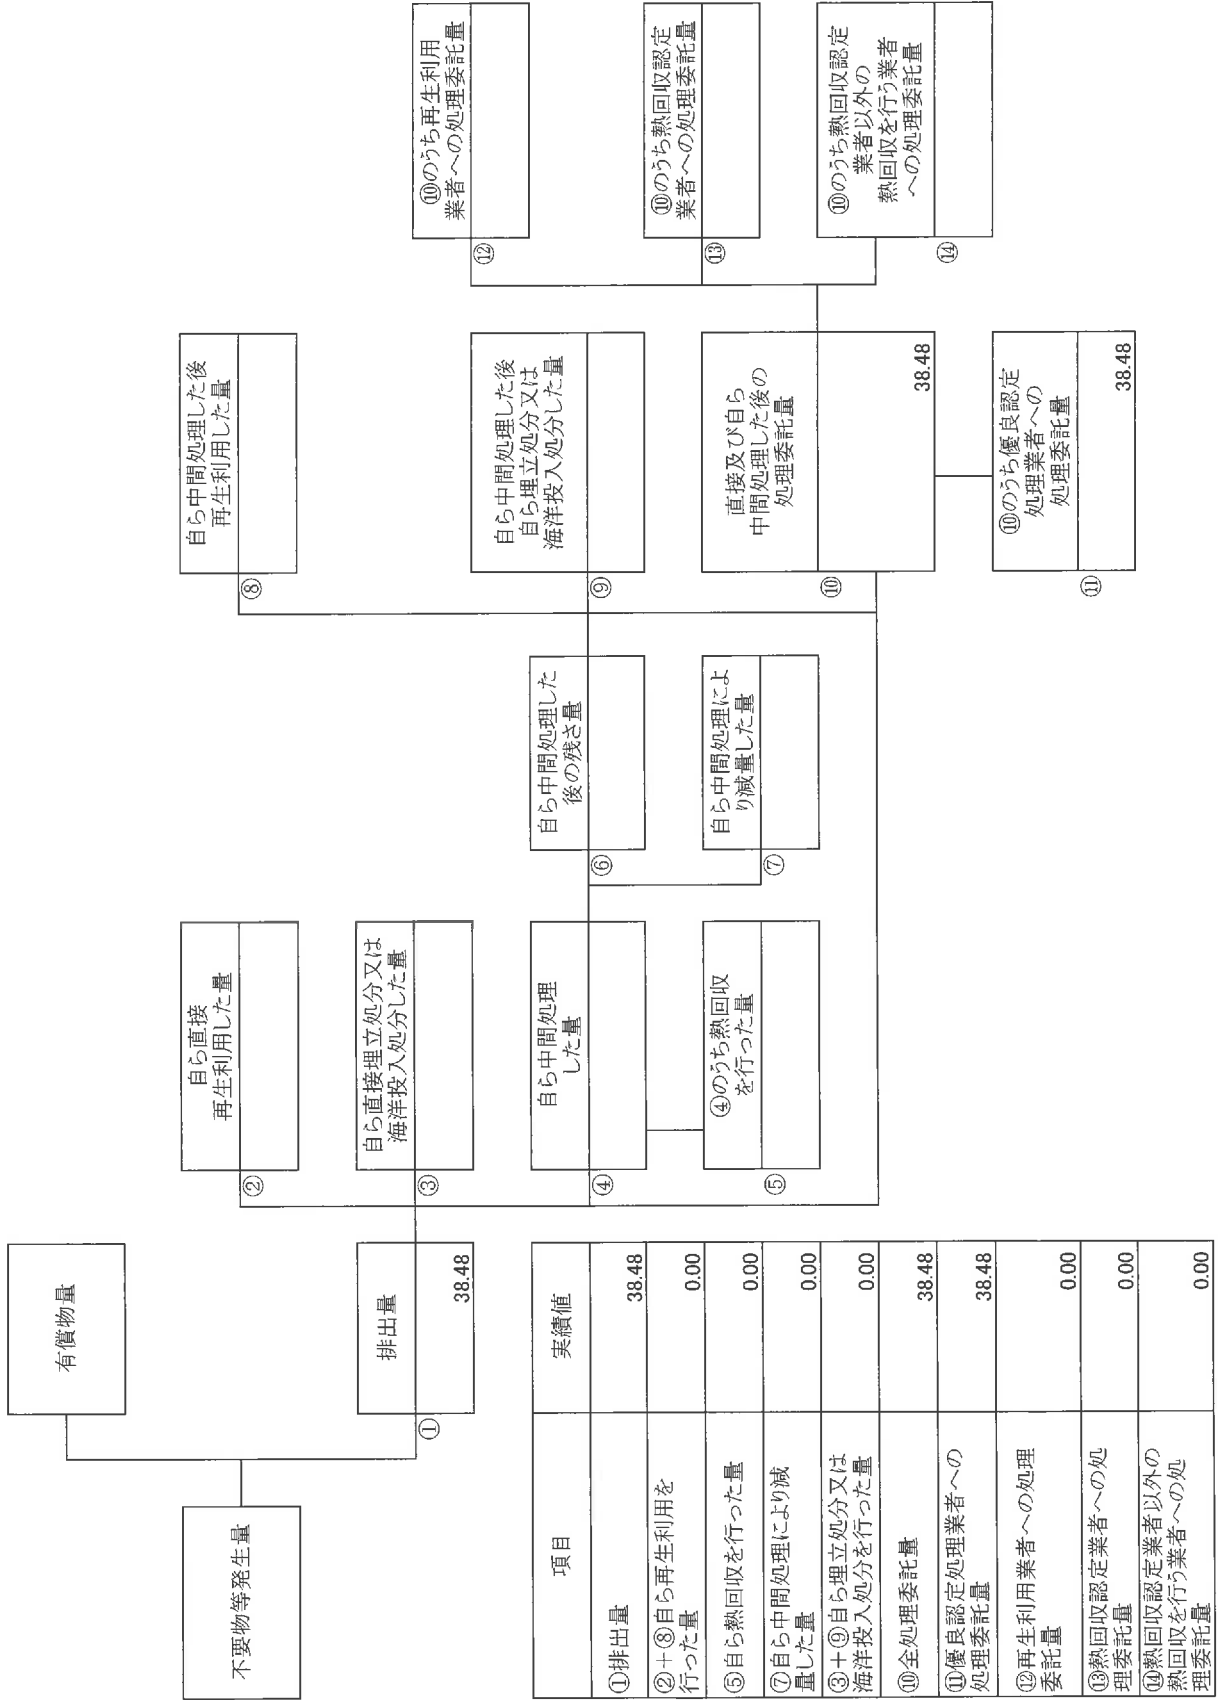 有償物量
不要物等発生量
排出量
①
38.48
自ら直接
再生利用した量
②
自ら直接埋立処分又は
海洋投入処分した量
③
自ら中間処理
した量
④
④のうち熱回収
を行った量
⑤
自ら中間処理した
後の残さ量
⑥
自ら中間処理によ
り減量した量
⑦
自ら中間処理した後
再生利用した量
⑧
自ら中間処理した後
自ら埋立処分又は
海洋投入処分した量
⑨
直接及び自ら
中間処理した後の
処理委託量
⑩
38.48
⑩のうち優良認定
処理業者への
処理委託量
⑪
38.48
⑩のうち再生利用
業者への処理委託量
⑫
⑩のうち熱回収認定
業者への処理委託量
⑬
⑩のうち熱回収認定
業者以外の
熱回収を行う業者
への処理委託量
⑭
項目 実績値
①排出量 38.48
②+⑧自ら再生利用を
行った量 0.00
⑤自ら熱回収を行った量 0.00
⑦自ら中間処理により減
量した量 0.00
③+⑨自ら埋立処分又は
海洋投入処分を行った量 0.00
⑩全処理委託量 38.48
⑪優良認定処理業者への
処理委託量 38.48
⑫再生利用業者への処理
委託量 0.00
⑬熱回収認定業者への処
理委託量 0.00
⑭熱回収認定業者以外の
熱回収を行う業者への処
理委託量 0.00